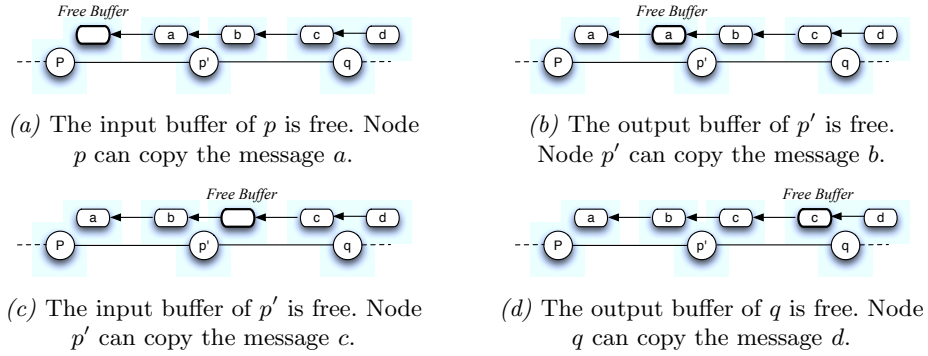 Free Buffer
a b c d
P p' q
(a) The input buffer of p is free. Node
p can copy the message a.
Free Buffer
a a b c d
P p' q
(b) The output buffer of p′ is free.
Node p′ can copy the message b.
Free Buffer
a b c d
P p' q
(c) The input buffer of p′ is free. Node
p′ can copy the message c.
Free Buffer
a b c c d
P p' q
(d) The output buffer of q is free. Node
q can copy the message d.